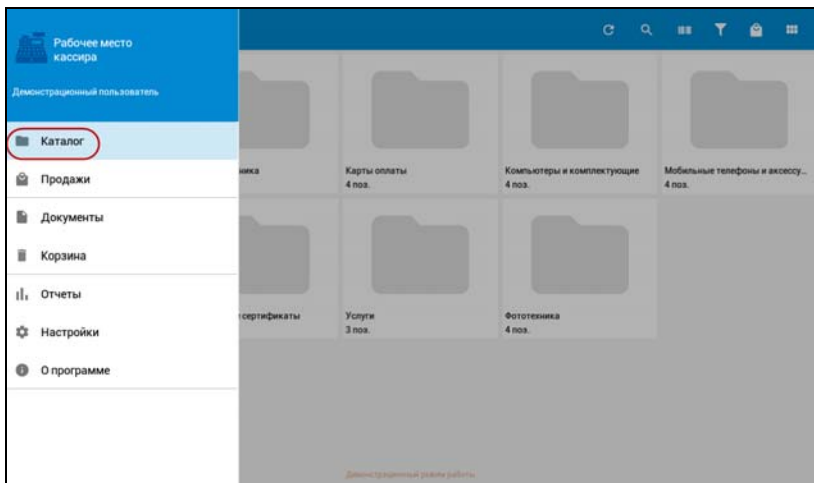 Рабочее место
кассира
Демонстрационный пользователь
Каталог
Продажи
Документы
Корзина
Отчеты
Настройки
О программе
ника
Карты оплаты
4 поз.
Компьютеры и комплектующие
4 поз.
Мобильные телефоны и аксессу...
4 поз.
сертификаты
Услуги
3 поз.
Фототехника
4 поз.
Демонстрационный режим работы